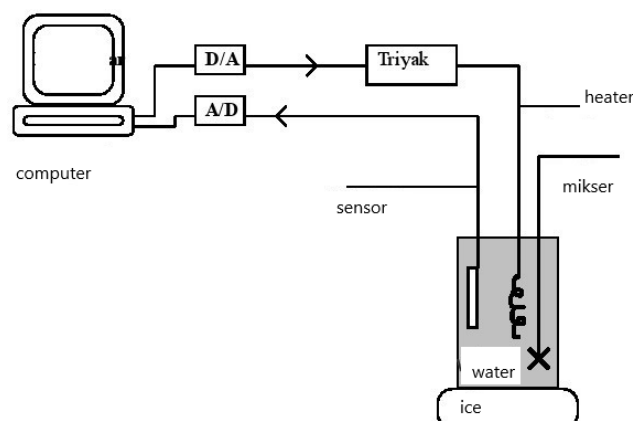 D/A
Triyak
heater
A/D
computer
sensor
mikser
water
ice